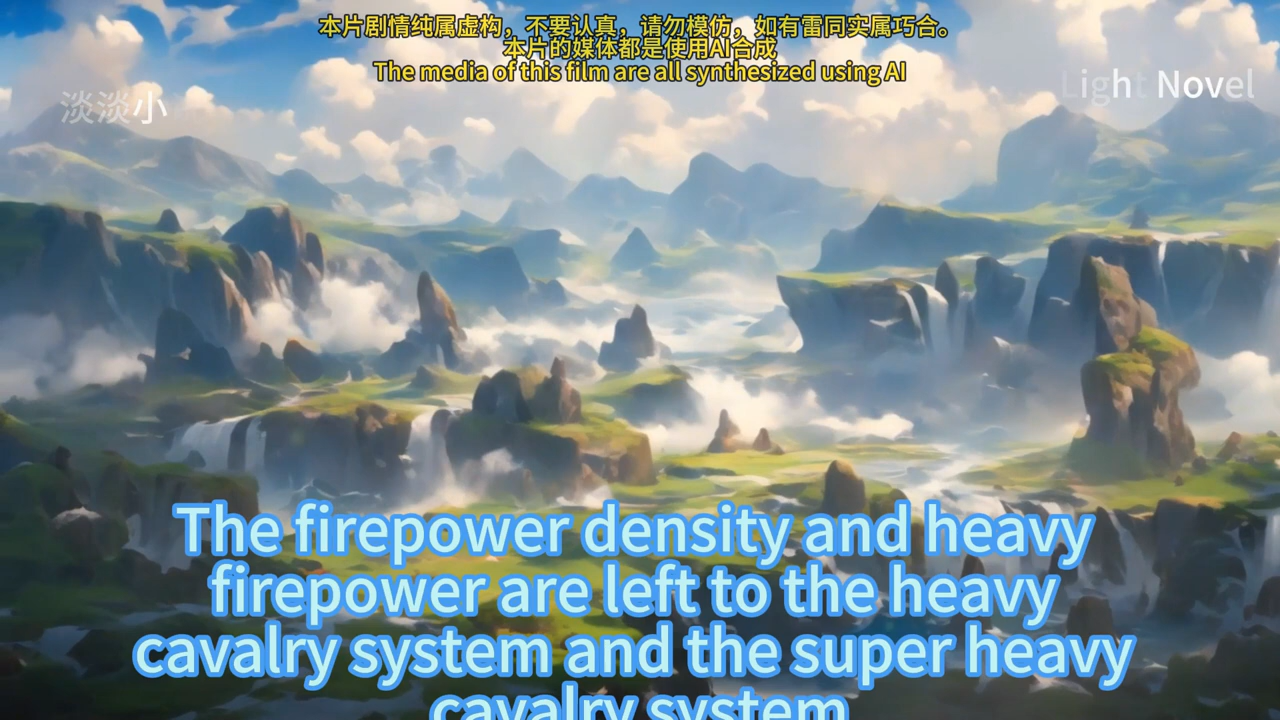 本片剧情纯属虚构，不要认真，请勿模仿，如有雷同实属巧合。
本片的媒体都是使用AI合成
The media of this film are all synthesized using AI
Light Novel
淡淡小
The firepower density and heavy
firepower are left to the heavy
cavalry system and the super heavy
cavalry system